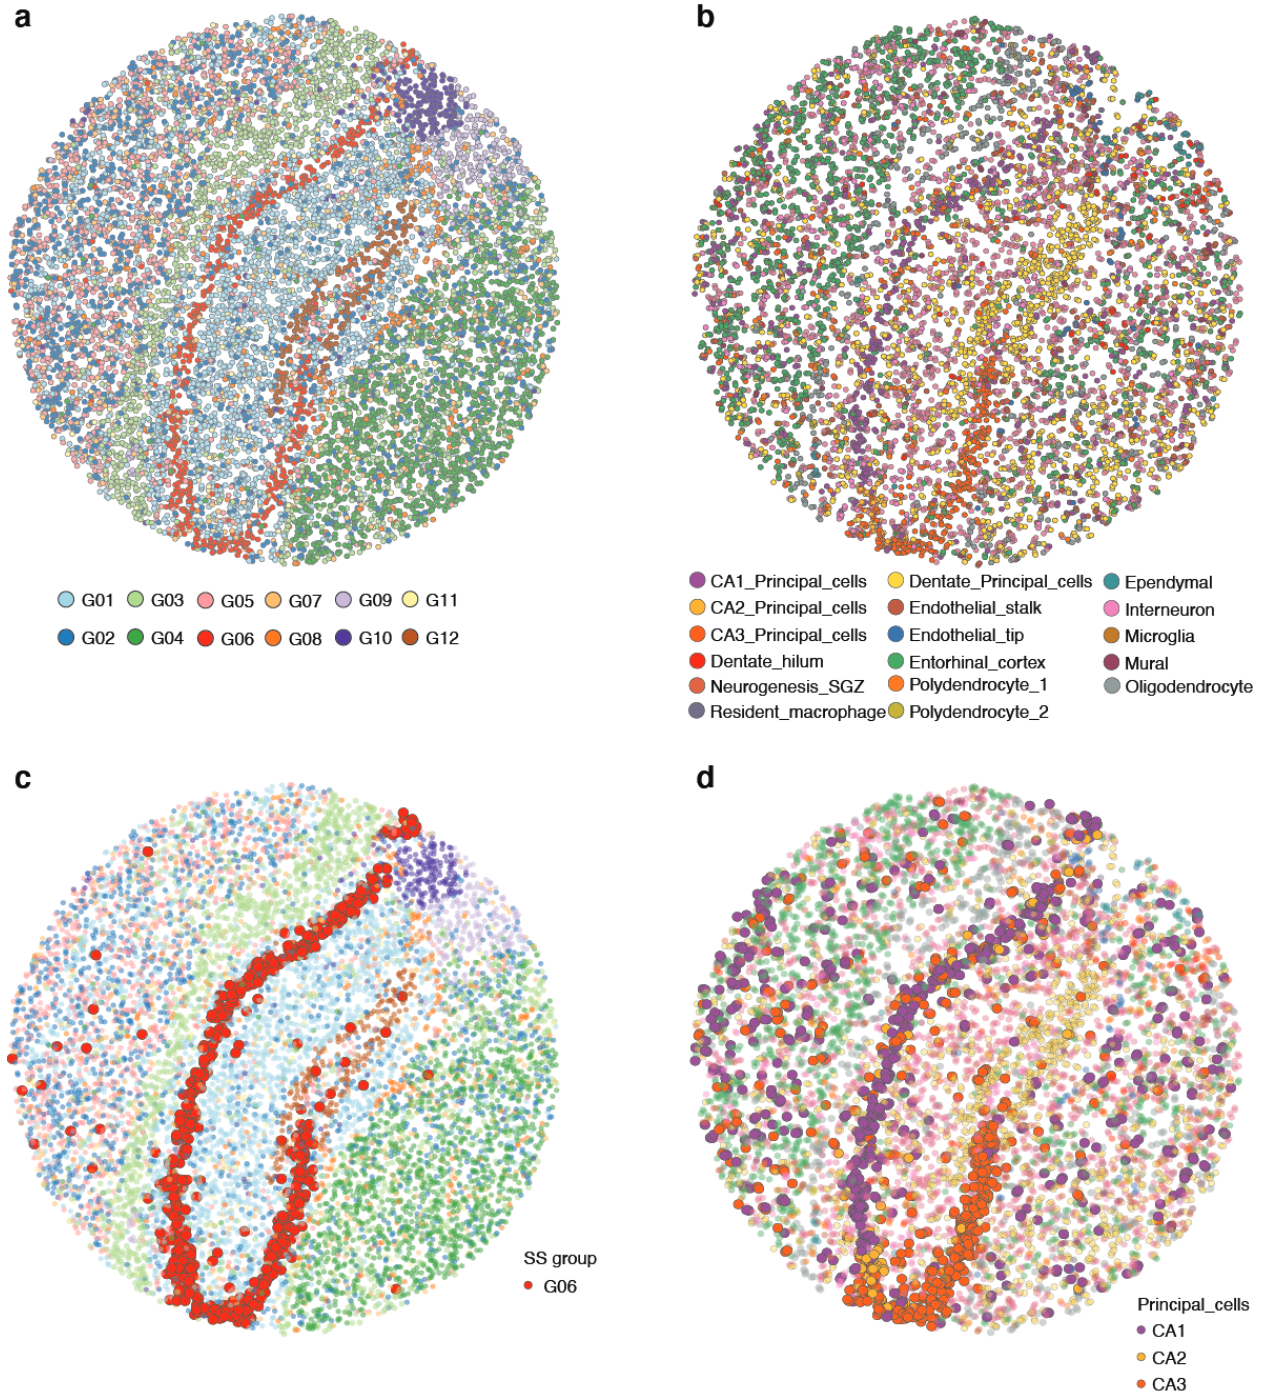 a
b
G01 G03 G05 G07 G09 G11
G02 G04 G06 G08 G10 G12
CA1_Principal_cells Dentate_Principal_cells Ependymal
CA2_Principal_cells Endothelial_stalk Interneuron
CA3_Principal_cells Endothelial_tip Microglia
Dentate_hilum Entorhinal_cortex Mural
Neurogenesis_SGZ Polydendrocyte_1 Oligodendrocyte
Resident_macrophage Polydendrocyte_2
c
d
SS group
G06
Principal_cells
CA1
CA2
CA3